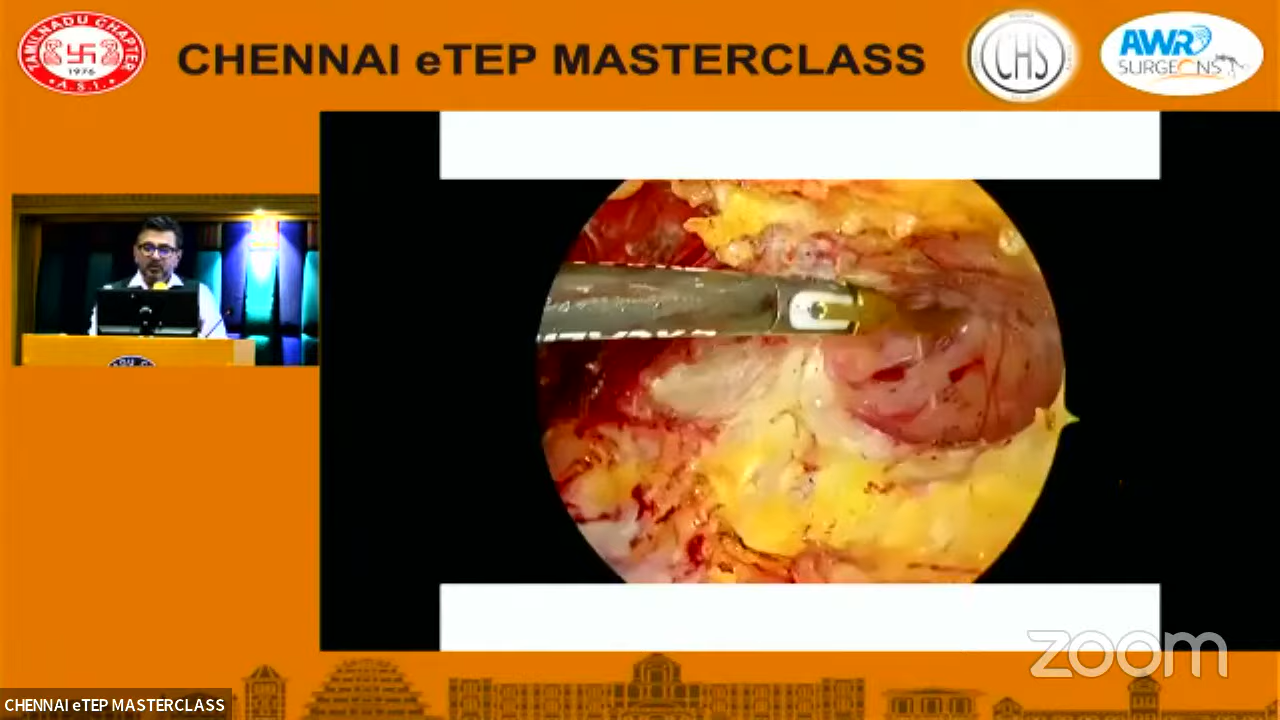 TAMILNADU CHAPTER
1976
A.S.I.
CHENNAI eTEP MASTERCLASS
CHS
AWR
SURGEONS
zoom
CHENNAI eTEP MASTERCLASS